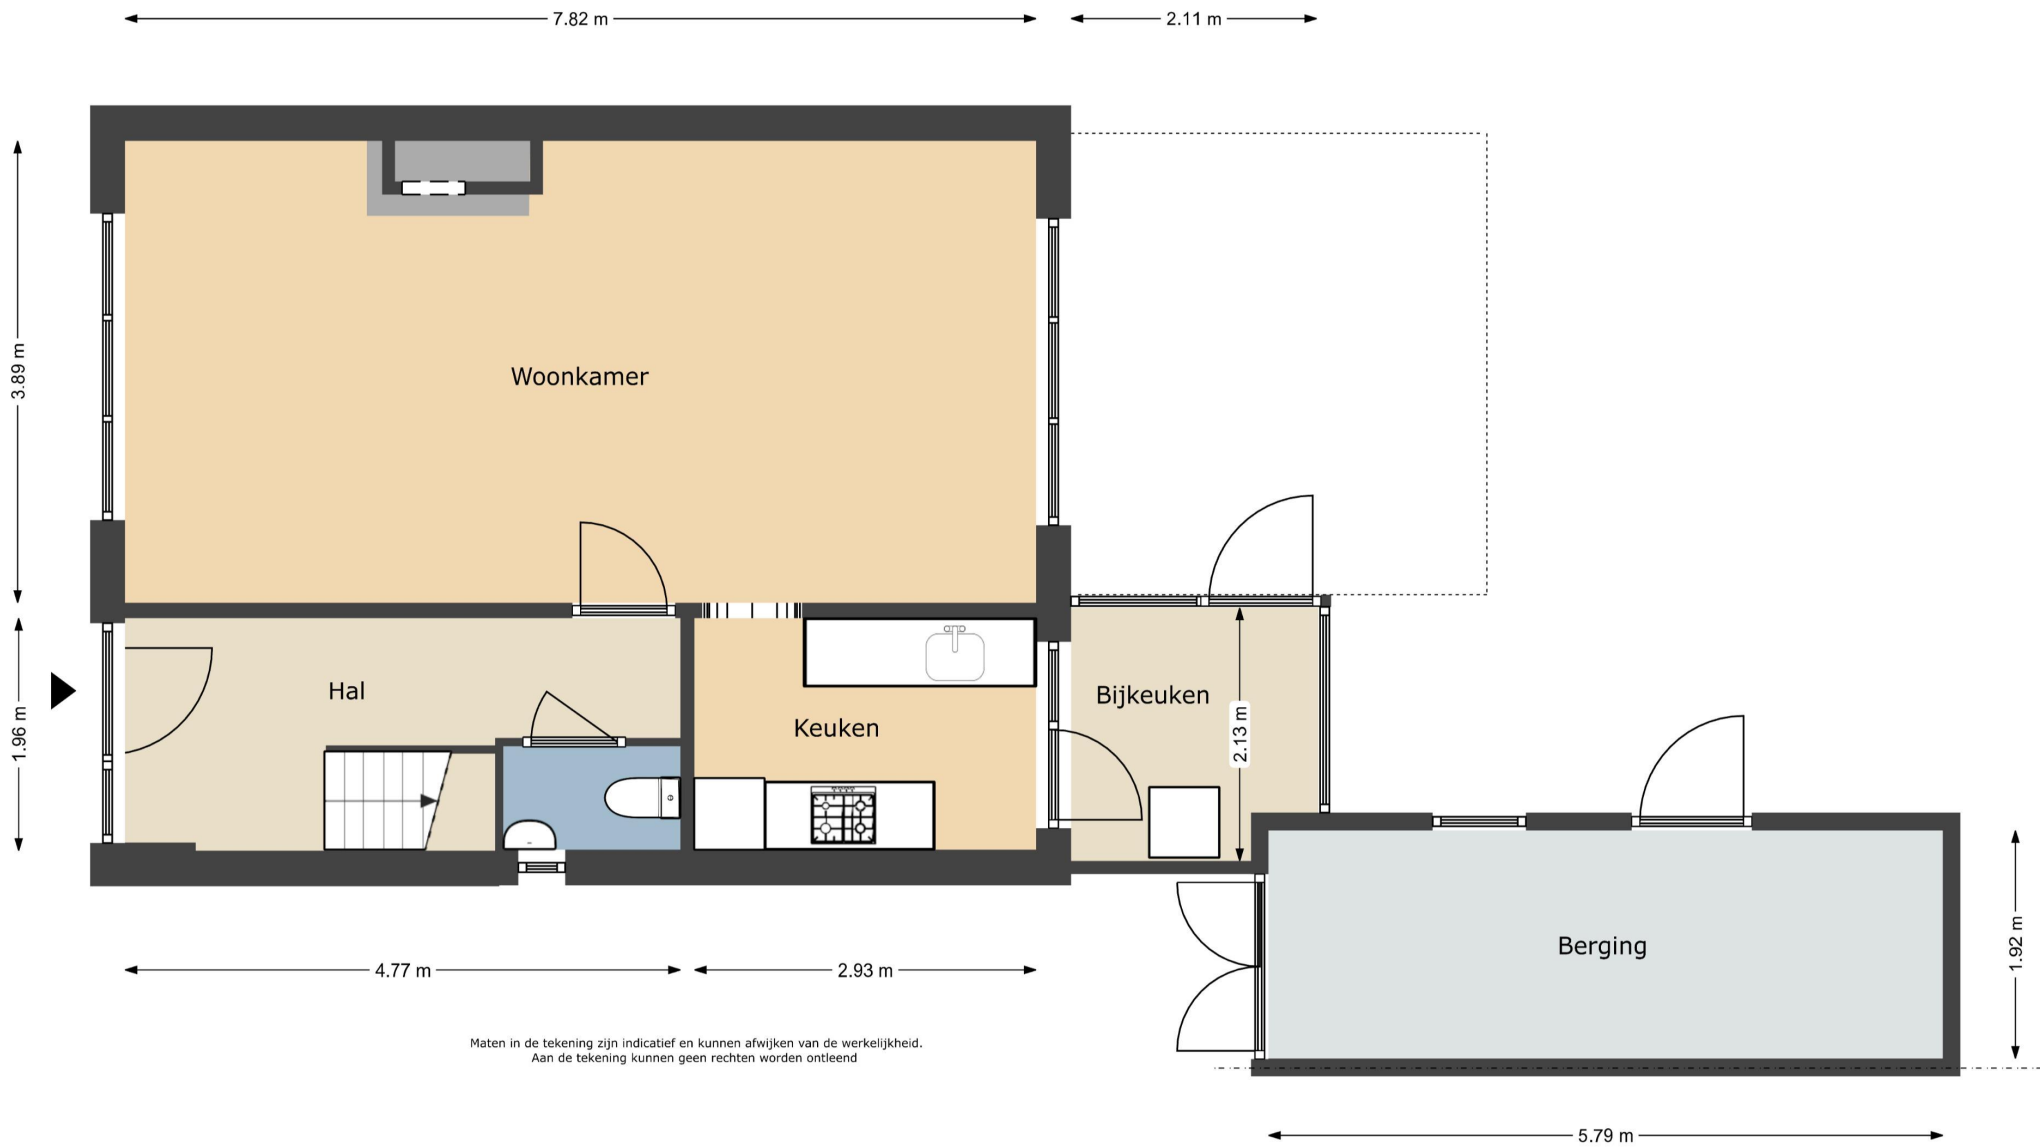 7.82 m
2.11 m
3.89 m
Woonkamer
1.96 m
Hal
Keuken
Bijkeuken
2.13 m
Berging
1.92 m
4.77 m
2.93 m
Maten in de tekening zijn indicatief en kunnen afwijken van de werkelijkheid.
Aan de tekening kunnen geen rechten worden ontleend
5.79 m